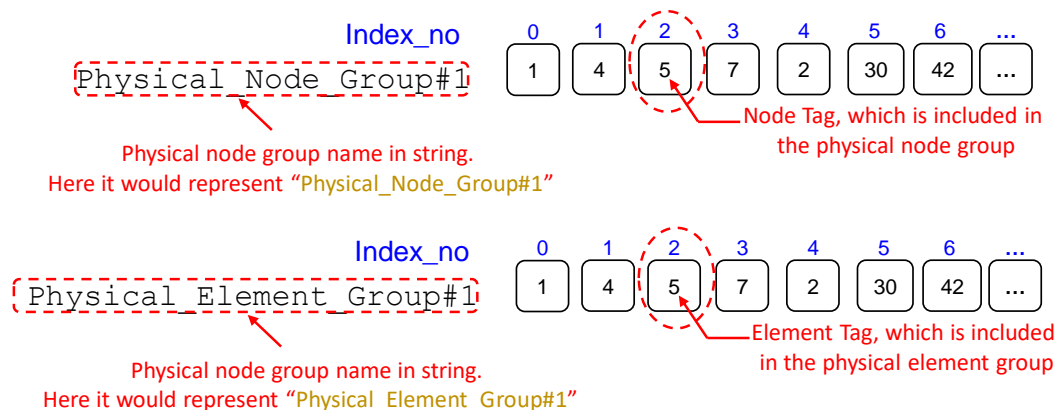 Index_no 0 1 2 3 4 5 6 ...
Physical_Node_Group#1 1 4 5 7 2 30 42 ...
Node Tag, which is included in
the physical node group
Physical node group name in string.
Here it would represent “Physical_Node_Group#1”
Index_no 0 1 2 3 4 5 6 ...
Physical_Element_Group#1 1 4 5 7 2 30 42 ...
Element Tag, which is included
in the physical element group
Physical node group name in string.
Here it would represent “Physical_Element_Group#1”